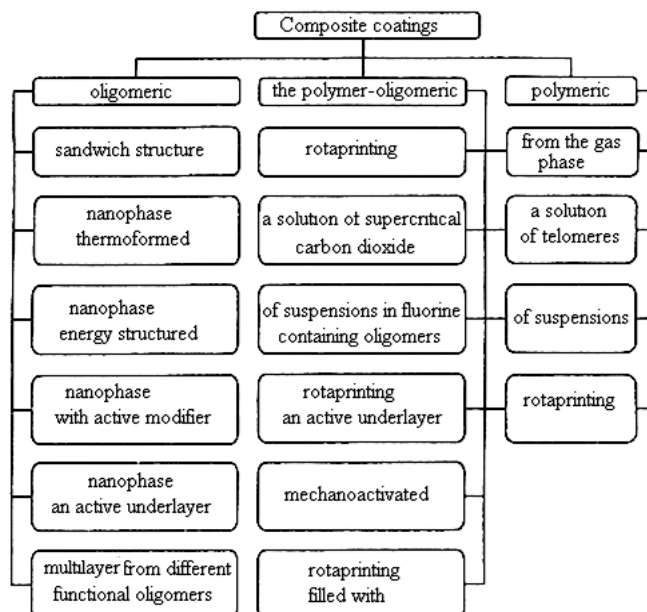 Composite coatings
oligomeric
the polymer-oligomeric
polymeric
sandwich structure
rotaprinting
from the gas
phase
nanophase
thermoformed
a solution of supercritical
carbon dioxide
a solution
of telomeres
nanophase
energy structured
of suspensions in fluorine
containing oligomers
of suspensions
nanophase
with active modifier
rotaprinting
an active underlayer
rotaprinting
nanophase
an active underlayer
mechanoactivated
multilayer from different
functional oligomers
rotaprinting
filled with